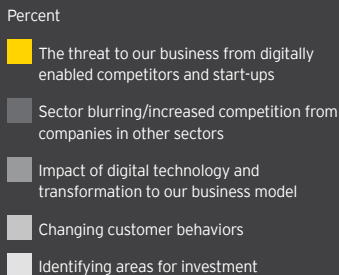 Percent
The threat to our business from digitally
enabled competitors and start-ups
Sector blurring/increased competition from
companies in other sectors
Impact of digital technology and
transformation to our business model
Changing customer behaviors
Identifying areas for investment